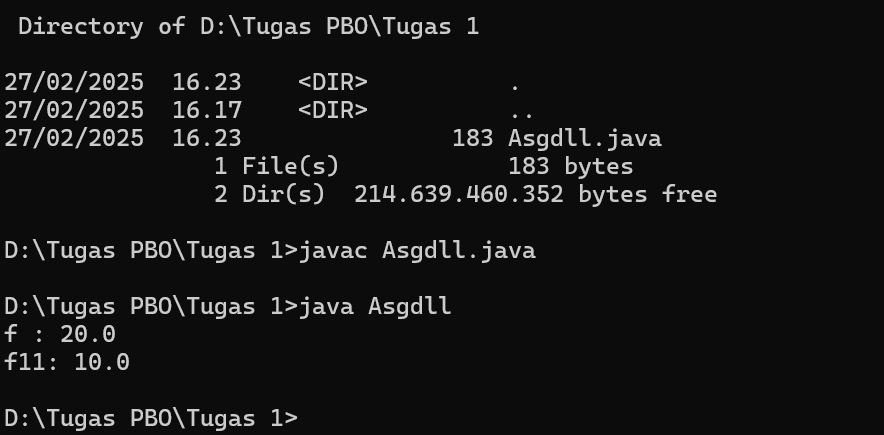 Directory of D:\Tugas PBO\Tugas 1
27/02/2025  16.23    <DIR>          .
27/02/2025  16.17    <DIR>          ..
27/02/2025  16.23               183 Asgdll.java
               1 File(s)            183 bytes
               2 Dir(s)  214.639.460.352 bytes free
D:\Tugas PBO\Tugas 1>javac Asgdll.java
D:\Tugas PBO\Tugas 1>java Asgdll
f : 20.0
f11: 10.0
D:\Tugas PBO\Tugas 1>